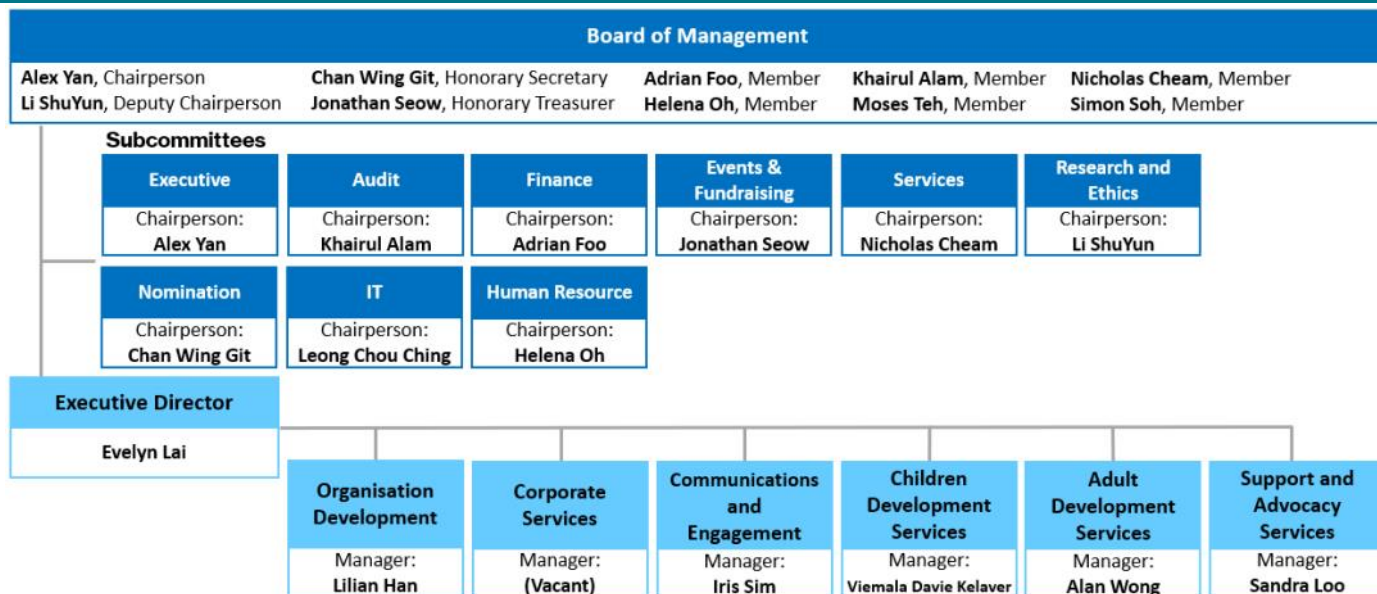 Board of Management
Alex Yan, Chairperson
Li ShuYun, Deputy Chairperson
Chan Wing Git, Honorary Secretary
Jonathan Seow, Honorary Treasurer
Adrian Foo, Member
Helena Oh, Member
Khairul Alam, Member
Moses Teh, Member
Nicholas Cheam, Member
Simon Soh, Member
Subcommittees
Executive
Chairperson:
Alex Yan
Audit
Chairperson:
Khairul Alam
Finance
Chairperson:
Adrian Foo
Events &
Fundraising
Chairperson:
Jonathan Seow
Services
Chairperson:
Nicholas Cheam
Research and
Ethics
Chairperson:
Li ShuYun
Nomination
Chairperson:
Chan Wing Git
IT
Chairperson:
Leong Chou Ching
Human Resource
Chairperson:
Helena Oh
Executive Director
Evelyn Lai
Organisation
Development
Manager:
Lilian Han
Corporate
Services
Manager:
(Vacant)
Communications
and
Engagement
Manager:
Iris Sim
Children
Development
Services
Manager:
Viemala Davie Kelaver
Adult
Development
Services
Manager:
Alan Wong
Support and
Advocacy
Services
Manager:
Sandra Loo